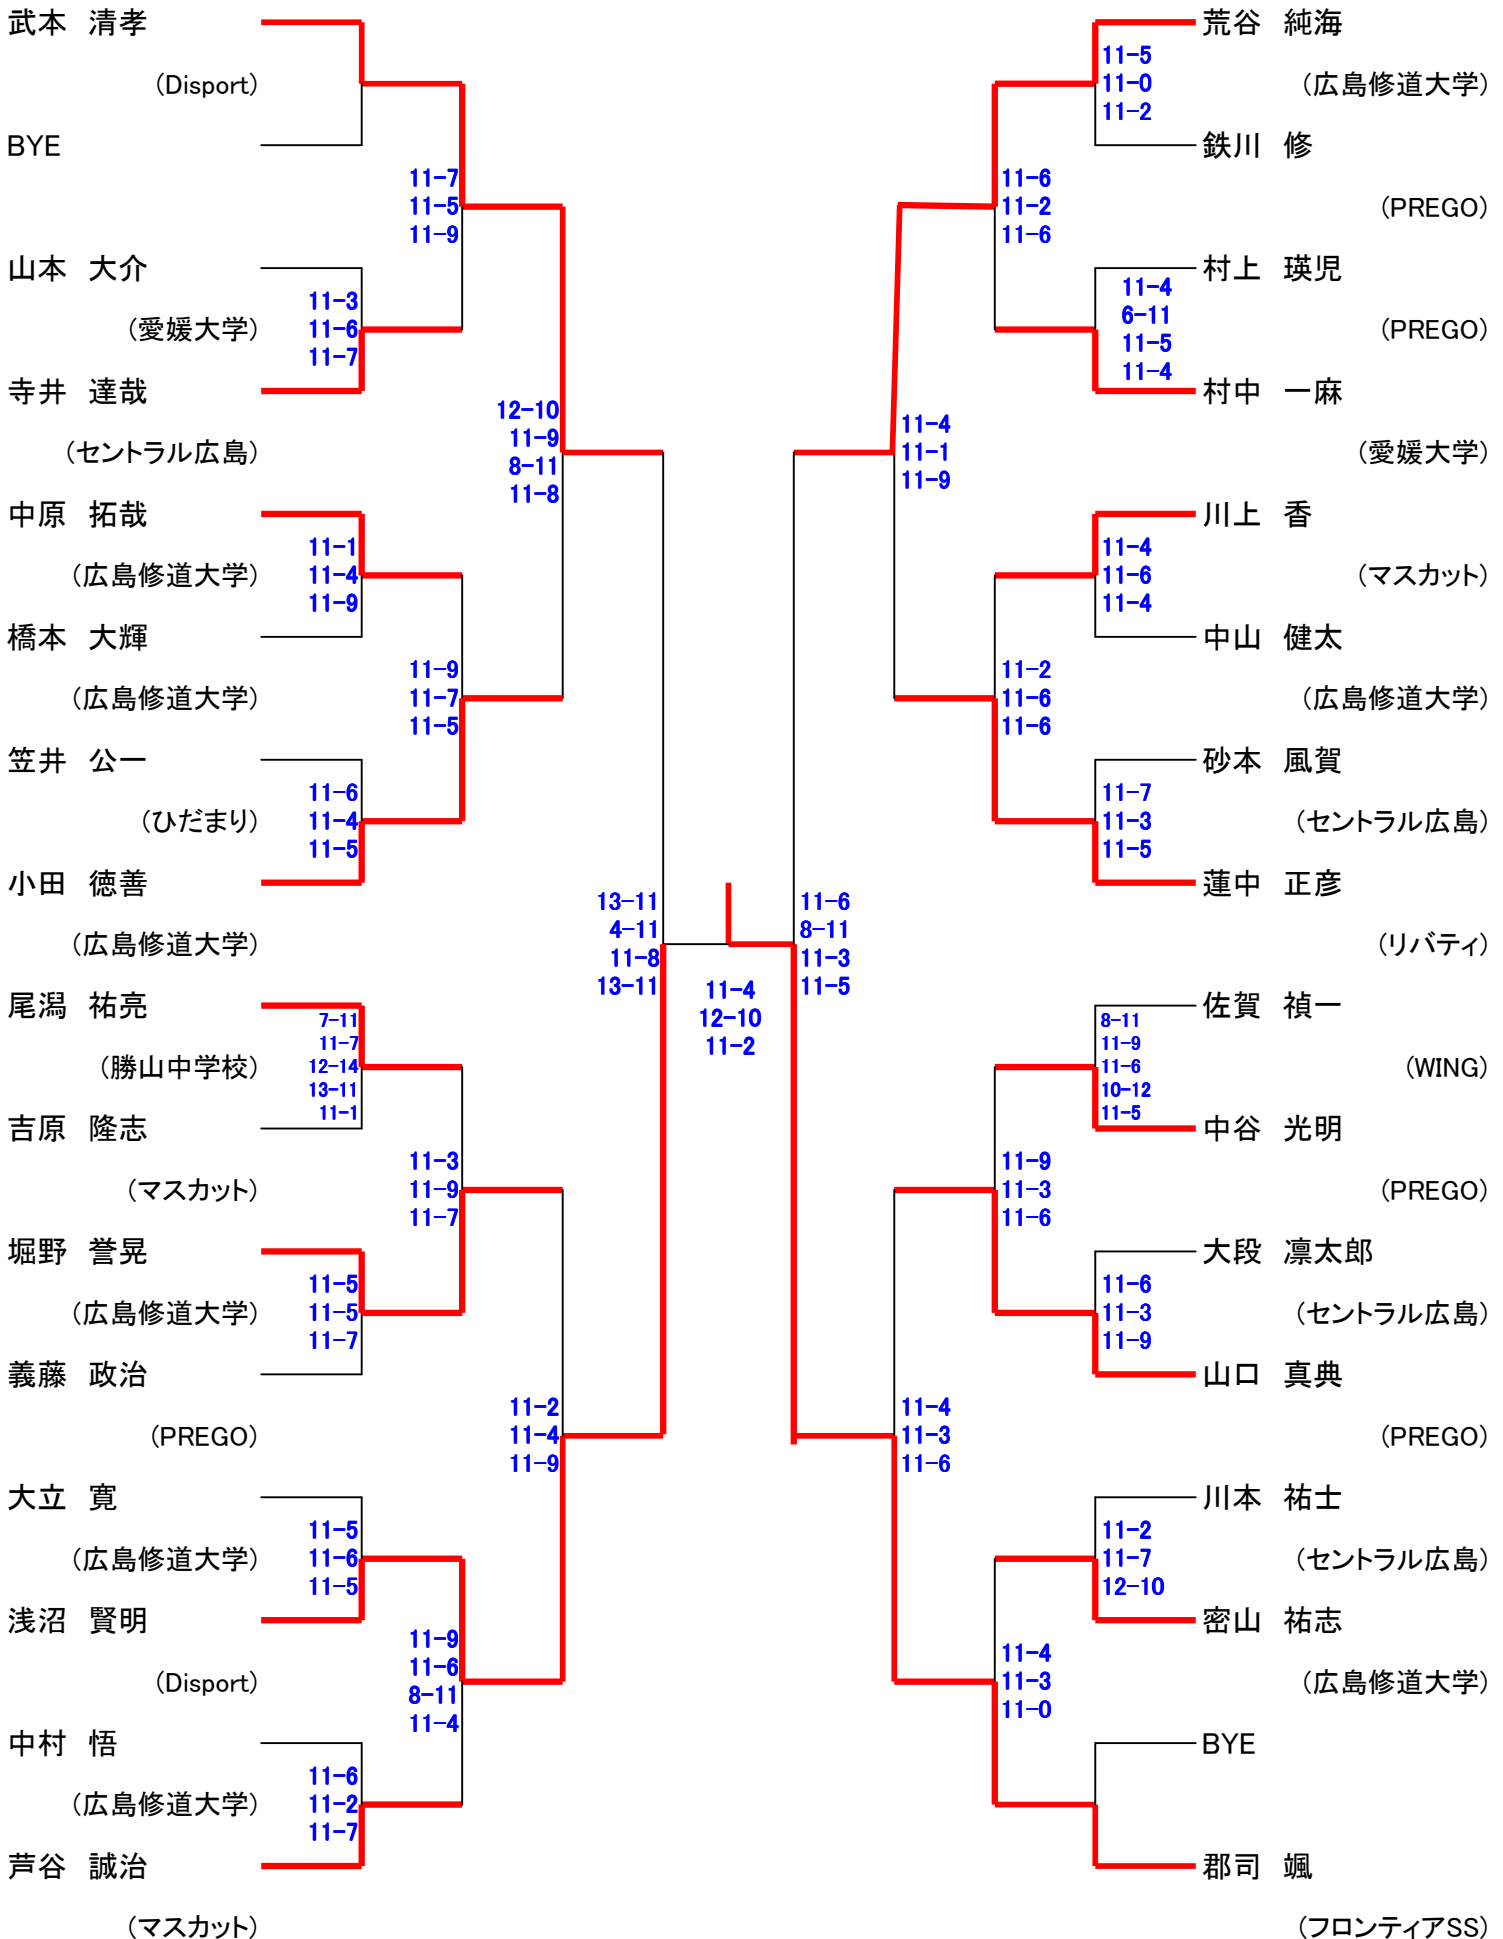 武本 清孝
(Disport)
BYE
11-7
11-5
11-9
山本 大介
(愛媛大学)
11-3
11-6
11-7
寺井 達哉
(セントラル広島)
12-10
11-9
8-11
11-8
中原 拓哉
(広島修道大学)
11-1
11-4
11-9
橋本 大輝
(広島修道大学)
11-9
11-7
11-5
笠井 公一
(ひだまり)
11-6
11-4
11-5
小田 徳善
(広島修道大学)
13-11
4-11
11-8
13-11
尾潟 祐亮
(勝山中学校)
7-11
11-7
12-14
13-11
11-1
吉原 隆志
(マスカット)
11-3
11-9
11-7
堀野 誉晃
(広島修道大学)
11-5
11-5
11-7
義藤 政治
(PREGO)
11-2
11-4
11-9
大立 寛
(広島修道大学)
11-5
11-6
11-5
浅沼 賢明
(Disport)
11-9
11-6
8-11
11-4
中村 悟
(広島修道大学)
11-6
11-2
11-7
芦谷 誠治
(マスカット)
11-4
12-10
11-2
荒谷 純海
(広島修道大学)
11-5
11-0
11-2
鉄川 修
(PREGO)
11-6
11-2
11-6
村上 瑛児
(PREGO)
11-4
6-11
11-5
11-4
村中 一麻
(愛媛大学)
11-4
11-1
11-9
川上 香
(マスカット)
11-4
11-6
11-4
中山 健太
(広島修道大学)
11-2
11-6
11-6
砂本 風賀
(セントラル広島)
11-7
11-3
11-5
蓮中 正彦
(リバティ)
11-6
8-11
11-3
11-5
佐賀 禎一
(WING)
8-11
11-9
11-6
10-12
11-5
中谷 光明
(PREGO)
11-9
11-3
11-6
大段 凛太郎
(セントラル広島)
11-6
11-3
11-9
山口 真典
(PREGO)
11-4
11-3
11-6
川本 祐士
(セントラル広島)
11-2
11-7
12-10
密山 祐志
(広島修道大学)
11-4
11-3
11-0
BYE
郡司 颯
(フロンティアSS)